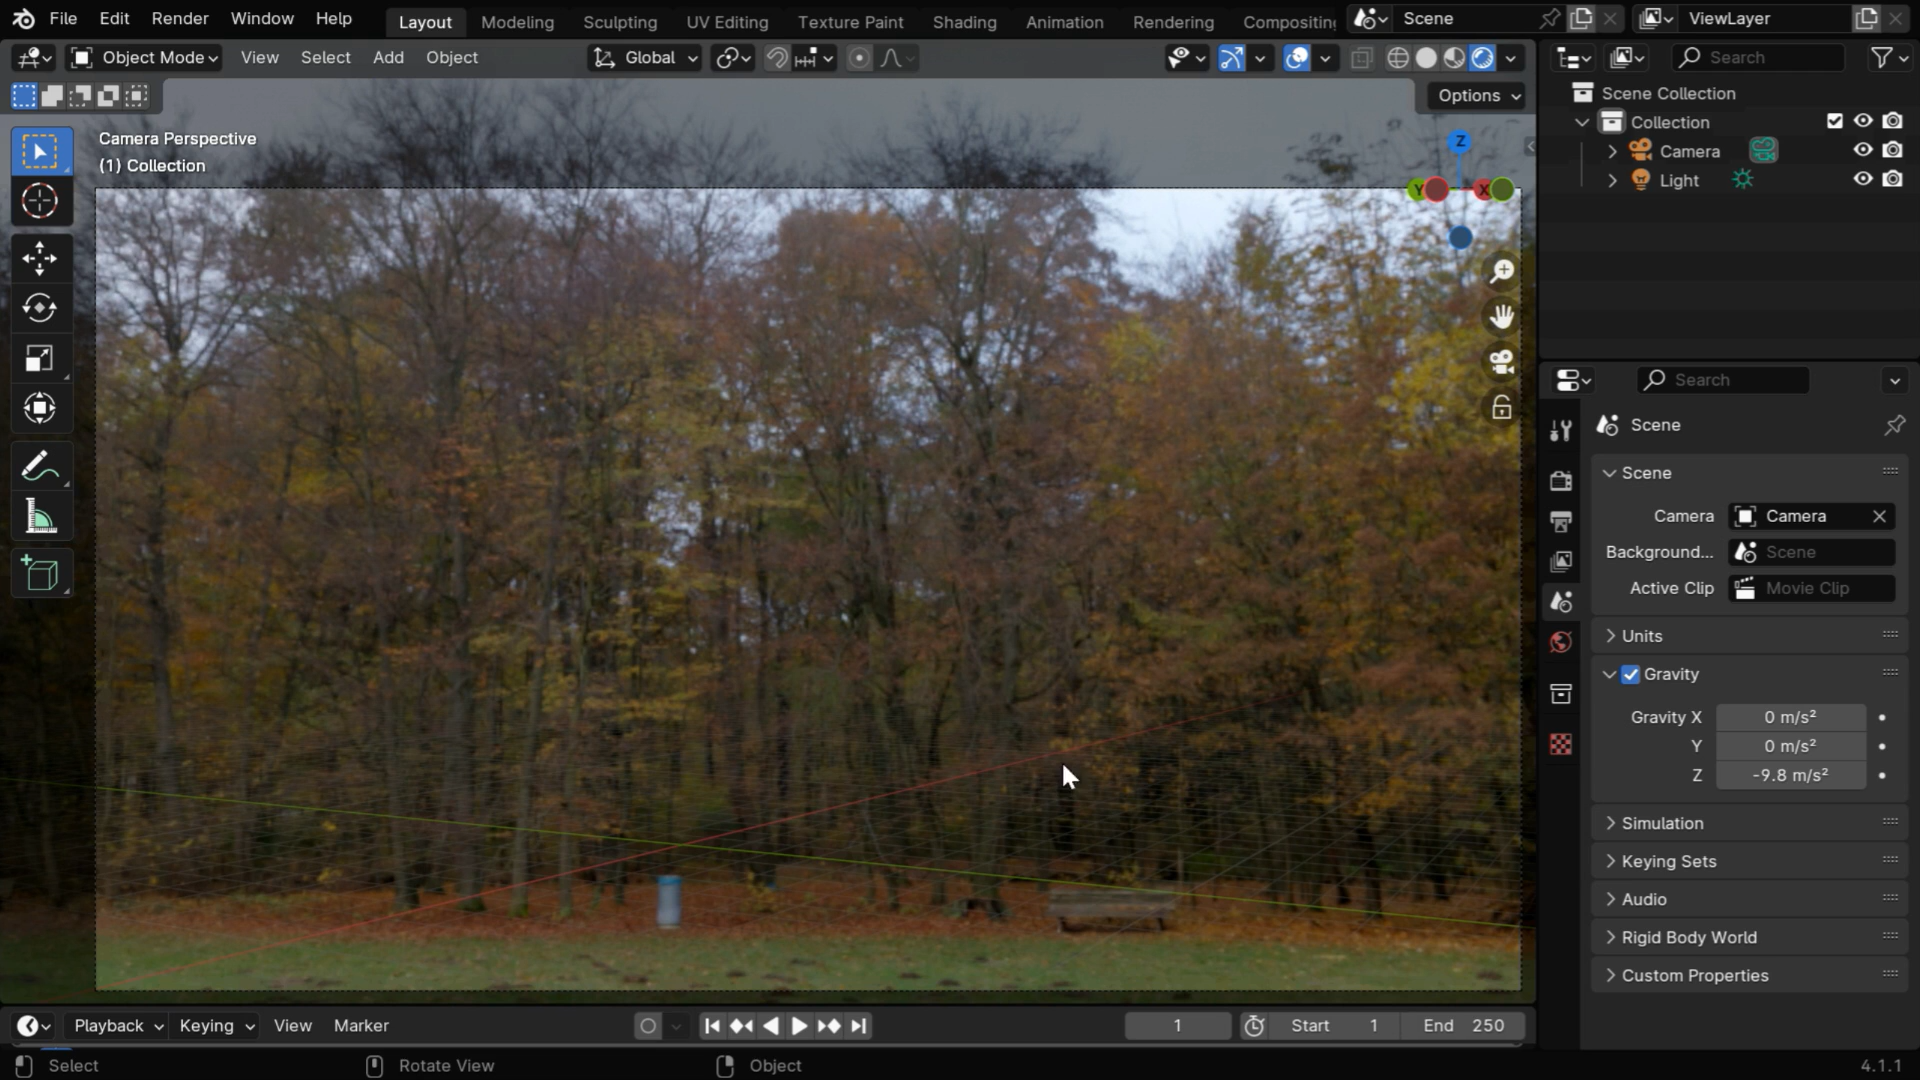 File Edit Render Window Help Layout Modeling Sculpting UV Editing Texture Paint Shading Animation Rendering Compositing Scene ViewLayer
Object Mode View Select Add Object Global Search
Options
Camera Perspective
(1) Collection
Z
Y X
Scene Collection
Collection
Camera
Light
Search
Scene
Scene
Camera Camera
Background... Scene
Active Clip Movie Clip
Units
Gravity
Gravity X 0 m/s²
Y 0 m/s²
Z -9.8 m/s²
Simulation
Keying Sets
Audio
Rigid Body World
Custom Properties
Playback Keying View Marker 1 Start 1 End 250
Select Rotate View Object 4.1.1